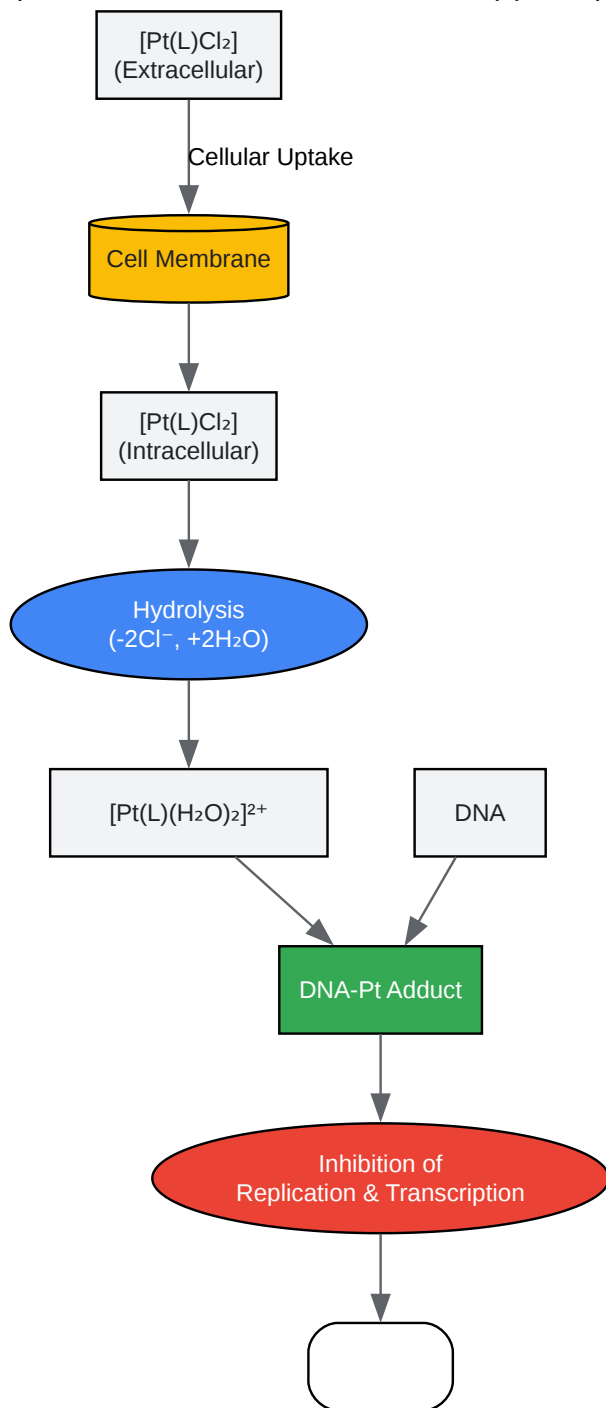 [Pt(L)Cl₂]
(Extracellular)
Cellular Uptake
Cell Membrane
[Pt(L)Cl₂]
(Intracellular)
Hydrolysis
(-2Cl⁻, +2H₂O)
[Pt(L)(H₂O)₂]²⁺
DNA
DNA-Pt Adduct
Inhibition of
Replication & Transcription